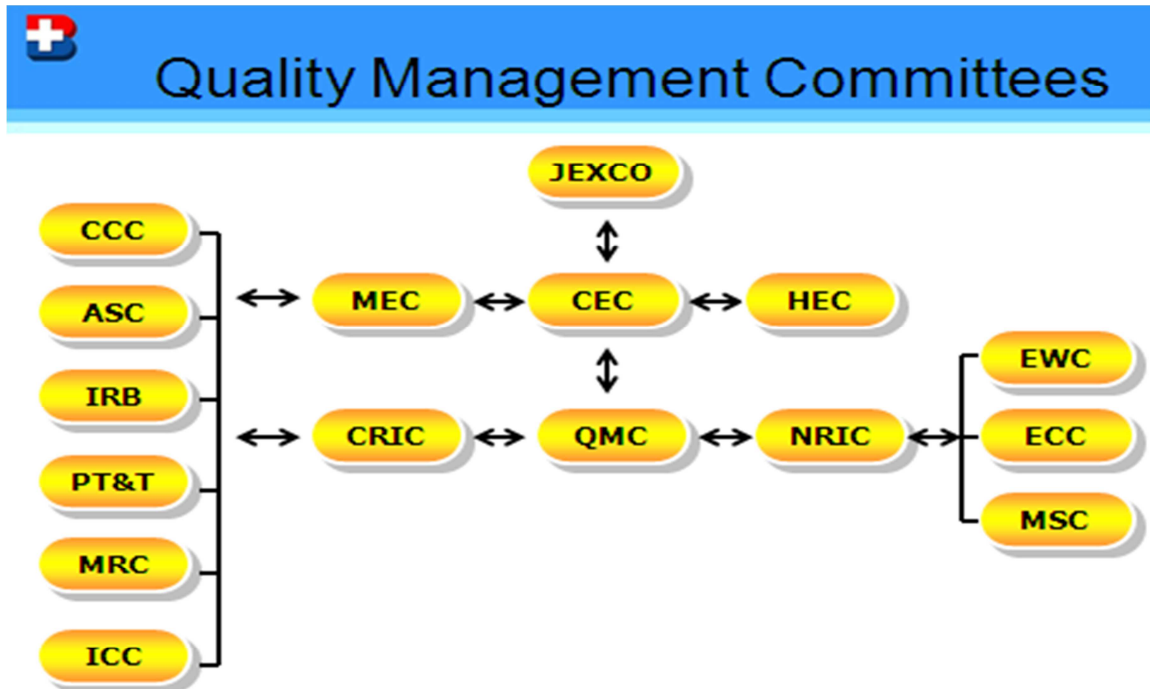 Quality Management Committees
JEXCO
CCC
ASC
IRB
PT&T
MRC
ICC
MEC
CEC
HEC
CRIC
QMC
NRIC
EWC
ECC
MSC